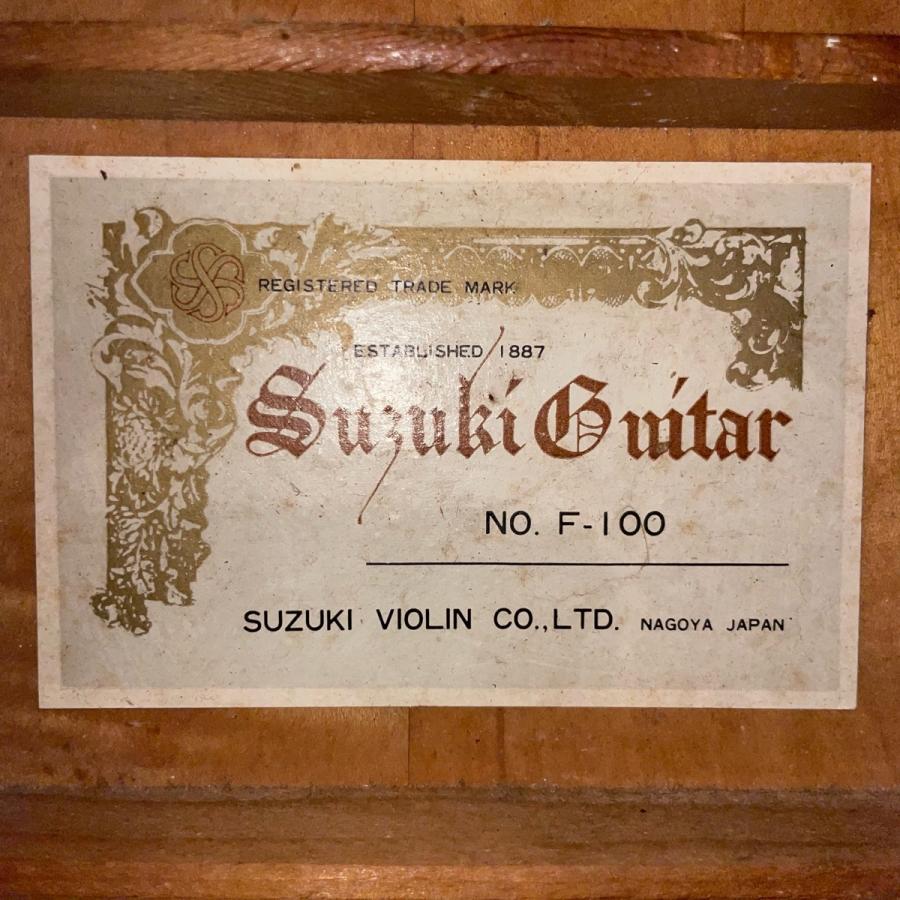 REGISTERED TRADE MARK
ESTABLISHED 1887
Suzuki Guitar
NO. F-100
SUZUKI VIOLIN CO.,LTD. NAGOYA JAPAN